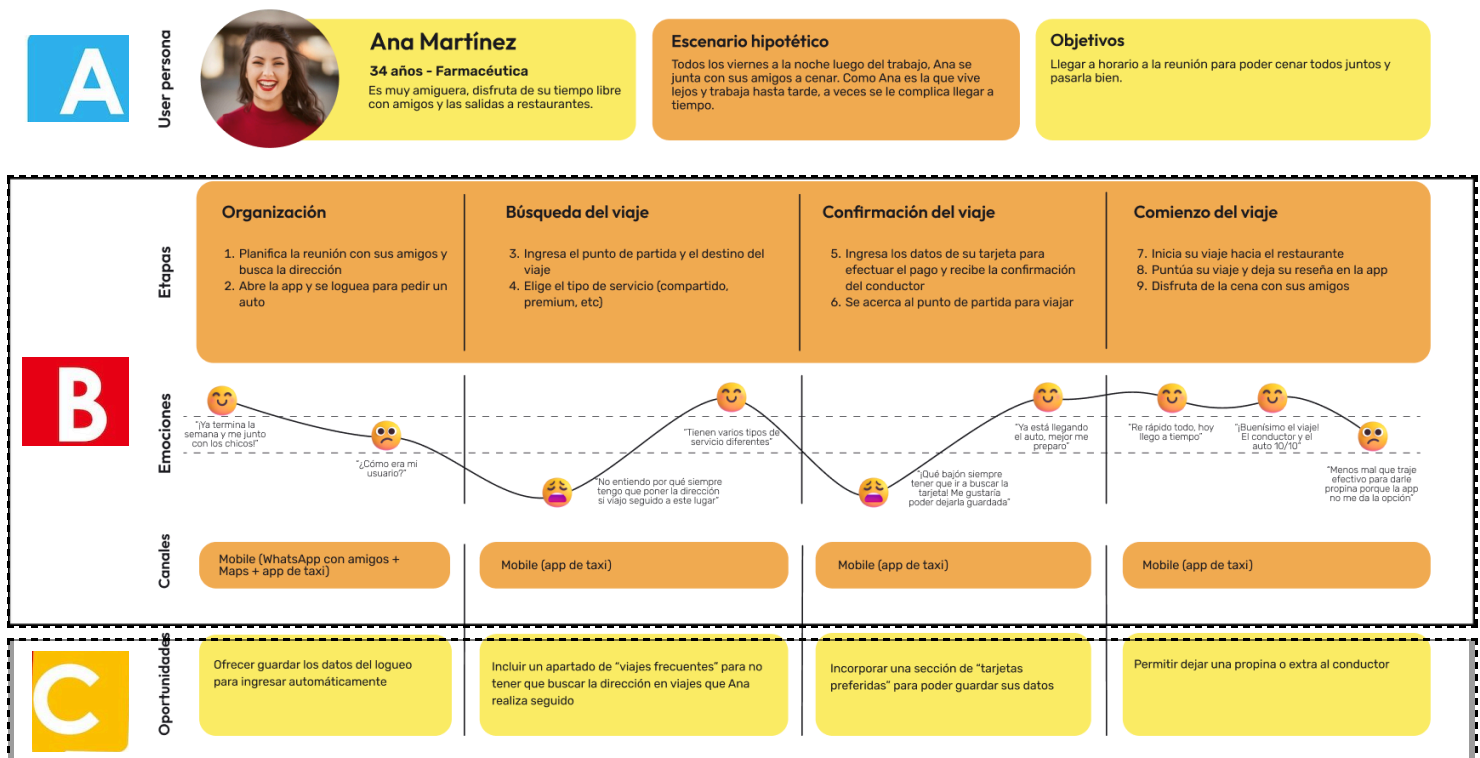 A
User persona
Ana Martínez
34 años - Farmacéutica
Es muy amiguera, disfruta de su tiempo libre
con amigos y las salidas a restaurantes.
Escenario hipotético
Todos los viernes a la noche luego del trabajo, Ana se
junta con sus amigos a cenar. Como Ana es la que vive
lejos y trabaja hasta tarde, a veces se le complica llegar a
tiempo.
Objetivos
Llegar a horario a la reunión para poder cenar todos juntos y
pasarla bien.
B
Etapas
Organización
1. Planifica la reunión con sus amigos y
busca la dirección
2. Abre la app y se loguea para pedir un
auto
Búsqueda del viaje
3. Ingresa el punto de partida y el destino del
viaje
4. Elige el tipo de servicio (compartido,
premium, etc)
Confirmación del viaje
5. Ingresa los datos de su tarjeta para
efectuar el pago y recibe la confirmación
del conductor
6. Se acerca al punto de partida para viajar
Comienzo del viaje
7. Inicia su viaje hacia el restaurante
8. Puntúa su viaje y deja su reseña en la app
9. Disfruta de la cena con sus amigos
Emociones
"¡Ya termina la
semana y me junto
con los chicos!"
"¿Cómo era mi
usuario?"
"No entiendo por qué siempre
tengo que poner la dirección
si viajo seguido a este lugar"
"Tienen varios tipos de
servicio diferentes"
"¡Qué bajón siempre
tener que ir a buscar la
tarjeta! Me gustaría
poder dejarla guardada"
"Ya está llegando
el auto, mejor me
preparo"
"Re rápido todo, hoy
llego a tiempo"
"¡Buenísimo el viaje!
El conductor y el
auto 10/10"
"Menos mal que traje
efectivo para darle
propina porque la app
no me da la opción"
Canales
Mobile (WhatsApp con amigos +
Maps + app de taxi)
Mobile (app de taxi)
Mobile (app de taxi)
Mobile (app de taxi)
C
Oportunidades
Ofrecer guardar los datos del logueo
para ingresar automáticamente
Incluir un apartado de "viajes frecuentes" para no
tener que buscar la dirección en viajes que Ana
realiza seguido
Incorporar una sección de "tarjetas
preferidas" para poder guardar sus datos
Permitir dejar una propina o extra al conductor